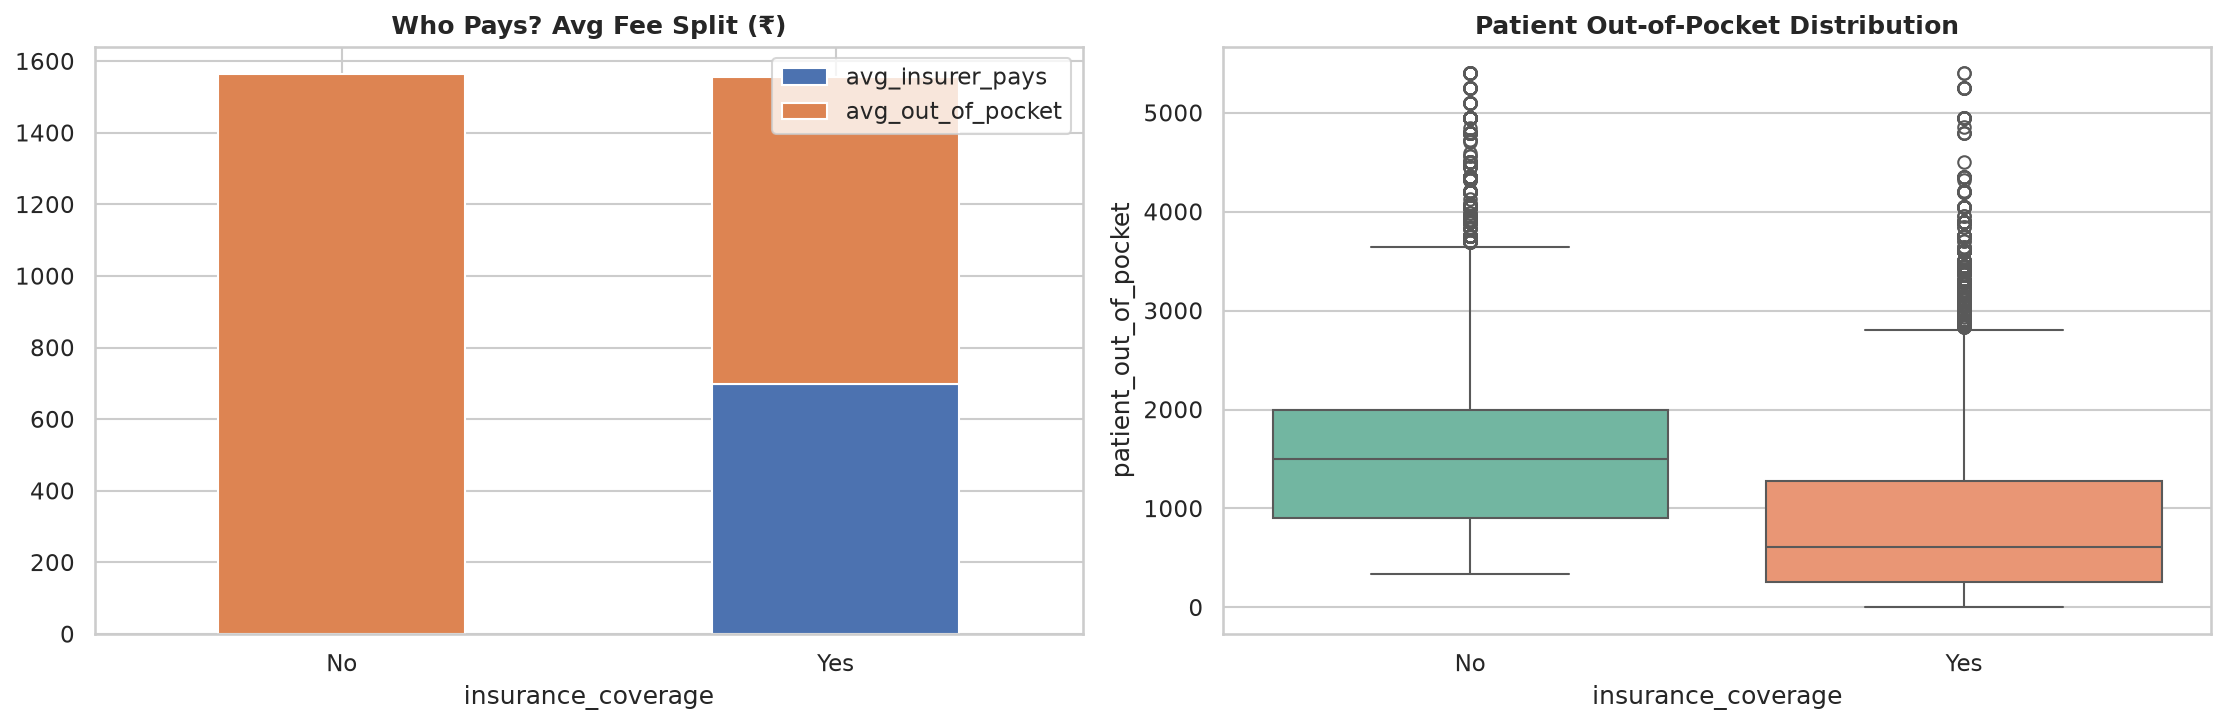 Who Pays? Avg Fee Split (₹)
1600
1400
1200
1000
800
600
400
200
0
avg_insurer_pays
avg_out_of_pocket
No
Yes
insurance_coverage
Patient Out-of-Pocket Distribution
patient_out_of_pocket
5000
4000
3000
2000
1000
0
No
Yes
insurance_coverage